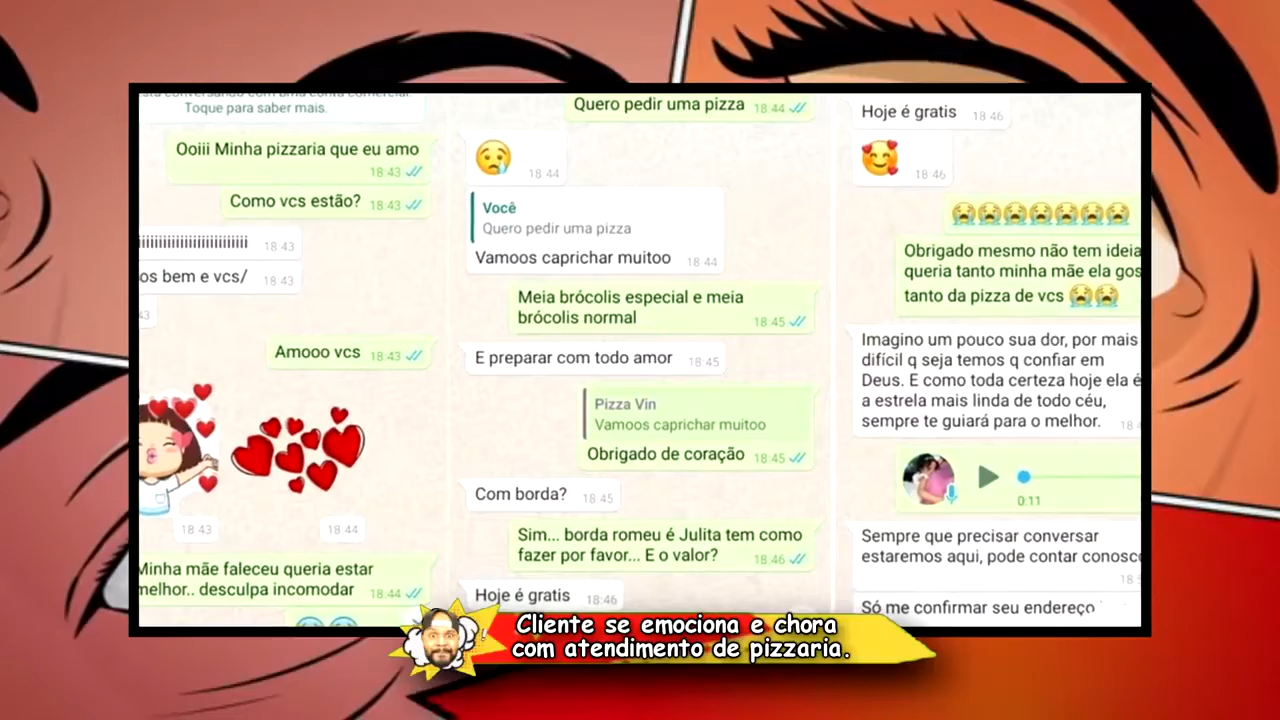 Toque para saber mais.
Ooiii Minha pizzaria que eu amo
18:43
Como vcs estão?
18:43
18 43
os bem e vcs/
18 43
43
Amooo vcs
18:43
18 43
18 44
Minha mãe faleceu queria estar
melhor.. desculpa incomodar
18:44
Quero pedir uma pizza
18:44
18 44
Você
Quero pedir uma pizza
Vamoos caprichar muitoo
18 44
Meia brócolis especial e meia
brócolis normal
18:45
E preparar com todo amor
18 45
Pizza Vin
Vamoos caprichar muitoo
Obrigado de coração
18:45
Com borda?
18 45
Sim... borda romeu é Julita tem como
fazer por favor... E o valor?
18:46
Hoje é gratis
18:46
Hoje é gratis
18 46
18 46
Obrigado mesmo não tem ideia
queria tanto minha mãe ela gos
tanto da pizza de vcs
Imagino um pouco sua dor, por mais
difícil q seja temos q confiar em
Deus. E como toda certeza hoje ela é
a estrela mais linda de todo céu,
sempre te guiará para o melhor.
18
0:11
Sempre que precisar conversar
estaremos aqui, pode contar conosco
18
Só me confirmar seu endereço
Cliente se emociona e chora
com atendimento de pizzaria.